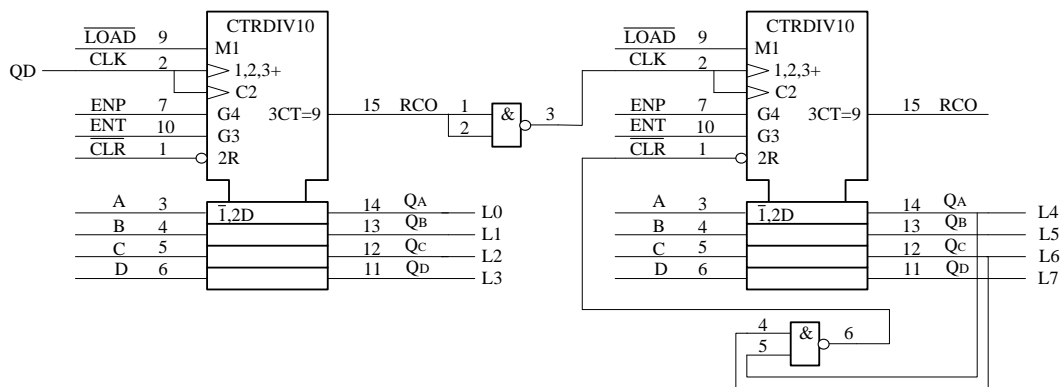 CTRDIV10
LOAD 9 M1
QD CLK 2 1,2,3+
C2
ENP 7 G4 3CT=9 15 RCO
ENT 10 G3
CLR 1 2R
A 3 1,2D 14 QA L0
B 4 13 QB L1
C 5 12 QC L2
D 6 11 QD L3
1 & 3
2
CTRDIV10
LOAD 9 M1
CLK 2 1,2,3+
C2
ENP 7 G4 3CT=9 15 RCO
ENT 10 G3
CLR 1 2R
A 3 1,2D 14 QA L4
B 4 13 QB L5
C 5 12 QC L6
D 6 11 QD L7
4 & 6
5